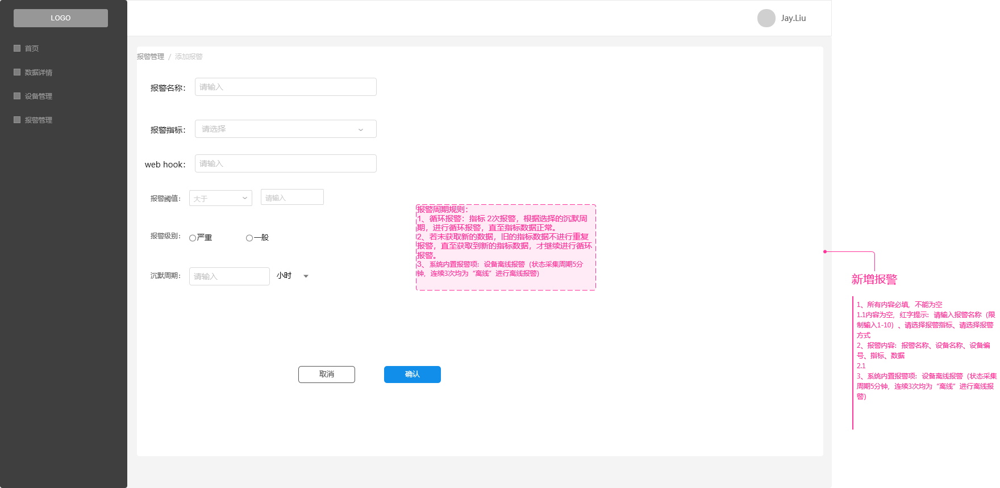 LOGO
Jay.Liu
首页
数据详情
设备管理
报警管理
报警管理 / 添加报警
报警名称： 请输入
报警指标： 请选择
web hook： 请输入
报警阈值： 大于 请输入
报警级别： 严重 一般
沉默周期： 请输入 小时
取消 确认
报警周期规则：
1、循环报警：指标 2次报警，根据选择的沉默周
期，进行循环报警，直至指标数据正常。
2、若未获取新的数据，旧的指标数据不进行重复
报警，直至获取到新的指标数据，才继续进行循环
报警。
3、系统内置报警项：设备离线报警（状态采集周期5分
钟，连续3次均为“离线”进行离线报警）
新增报警
1、所有内容必填，不能为空
1.1内容为空，红字提示：请输入报警名称（限
制输入1-10）、请选择报警指标、请选择报警
方式
2、报警内容：报警名称、设备名称、设备编
号、指标、数据
2.1
3、系统内置报警项：设备离线报警（状态采集
周期5分钟，连续3次均为“离线”进行离线报
警）